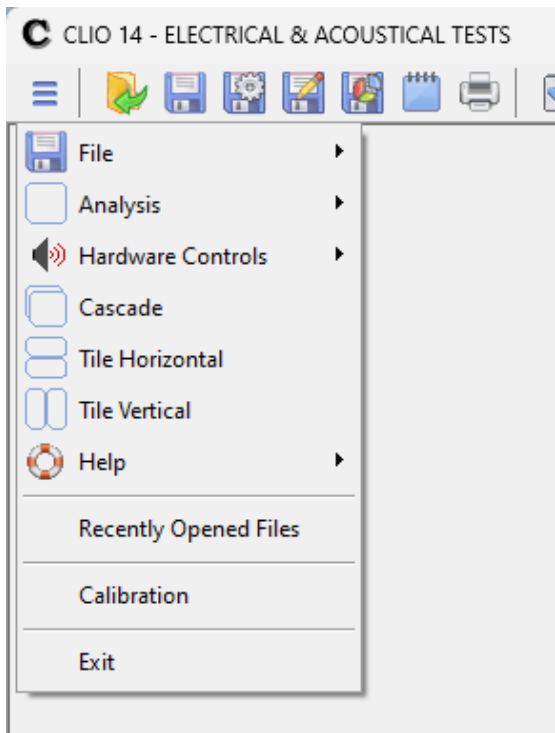 CLIO 14 - ELECTRICAL & ACOUSTICAL TESTS
File
Analysis
Hardware Controls
Cascade
Tile Horizontal
Tile Vertical
Help
Recently Opened Files
Calibration
Exit